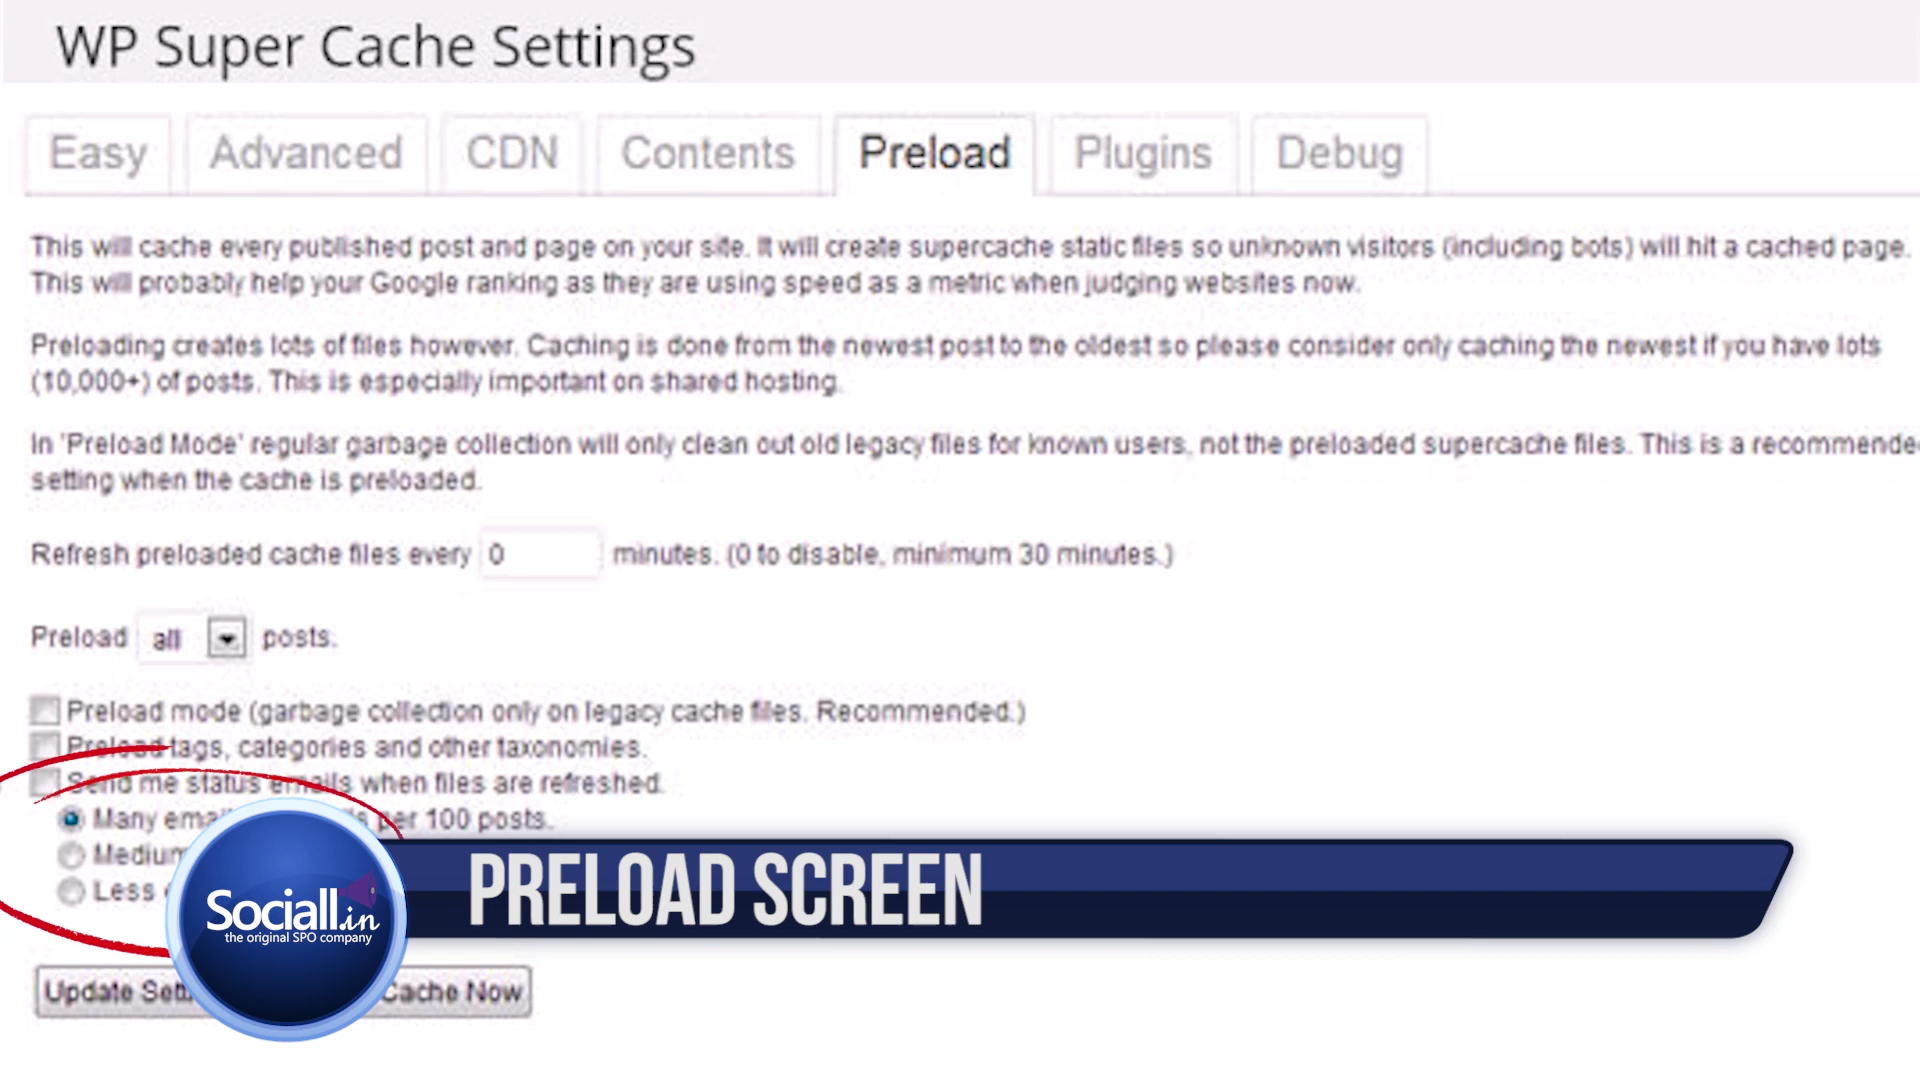 WP Super Cache Settings
Easy Advanced CDN Contents Preload Plugins Debug
This will cache every published post and page on your site. It will create supercache static files so unknown visitors (including bots) will hit a cached page.
This will probably help your Google ranking as they are using speed as a metric when judging websites now.
Preloading creates lots of files however. Caching is done from the newest post to the oldest so please consider only caching the newest if you have lots
(10,000+) of posts. This is especially important on shared hosting.
In 'Preload Mode' regular garbage collection will only clean out old legacy files for known users, not the preloaded supercache files. This is a
setting when the cache is preloaded.
Refresh preloaded cache files every 0 minutes. (0 to disable, minimum 30 minutes.)
Preload all posts.
Preload mode (garbage collection only on legacy cache files. Recommended.)
Preload tags, categories and other taxonomies.
Send me status emails when files are refreshed.
Many per 100 posts.
Medium
Less
PRELOAD SCREEN
Sociall.in
the original SPO company
Update Cache Now